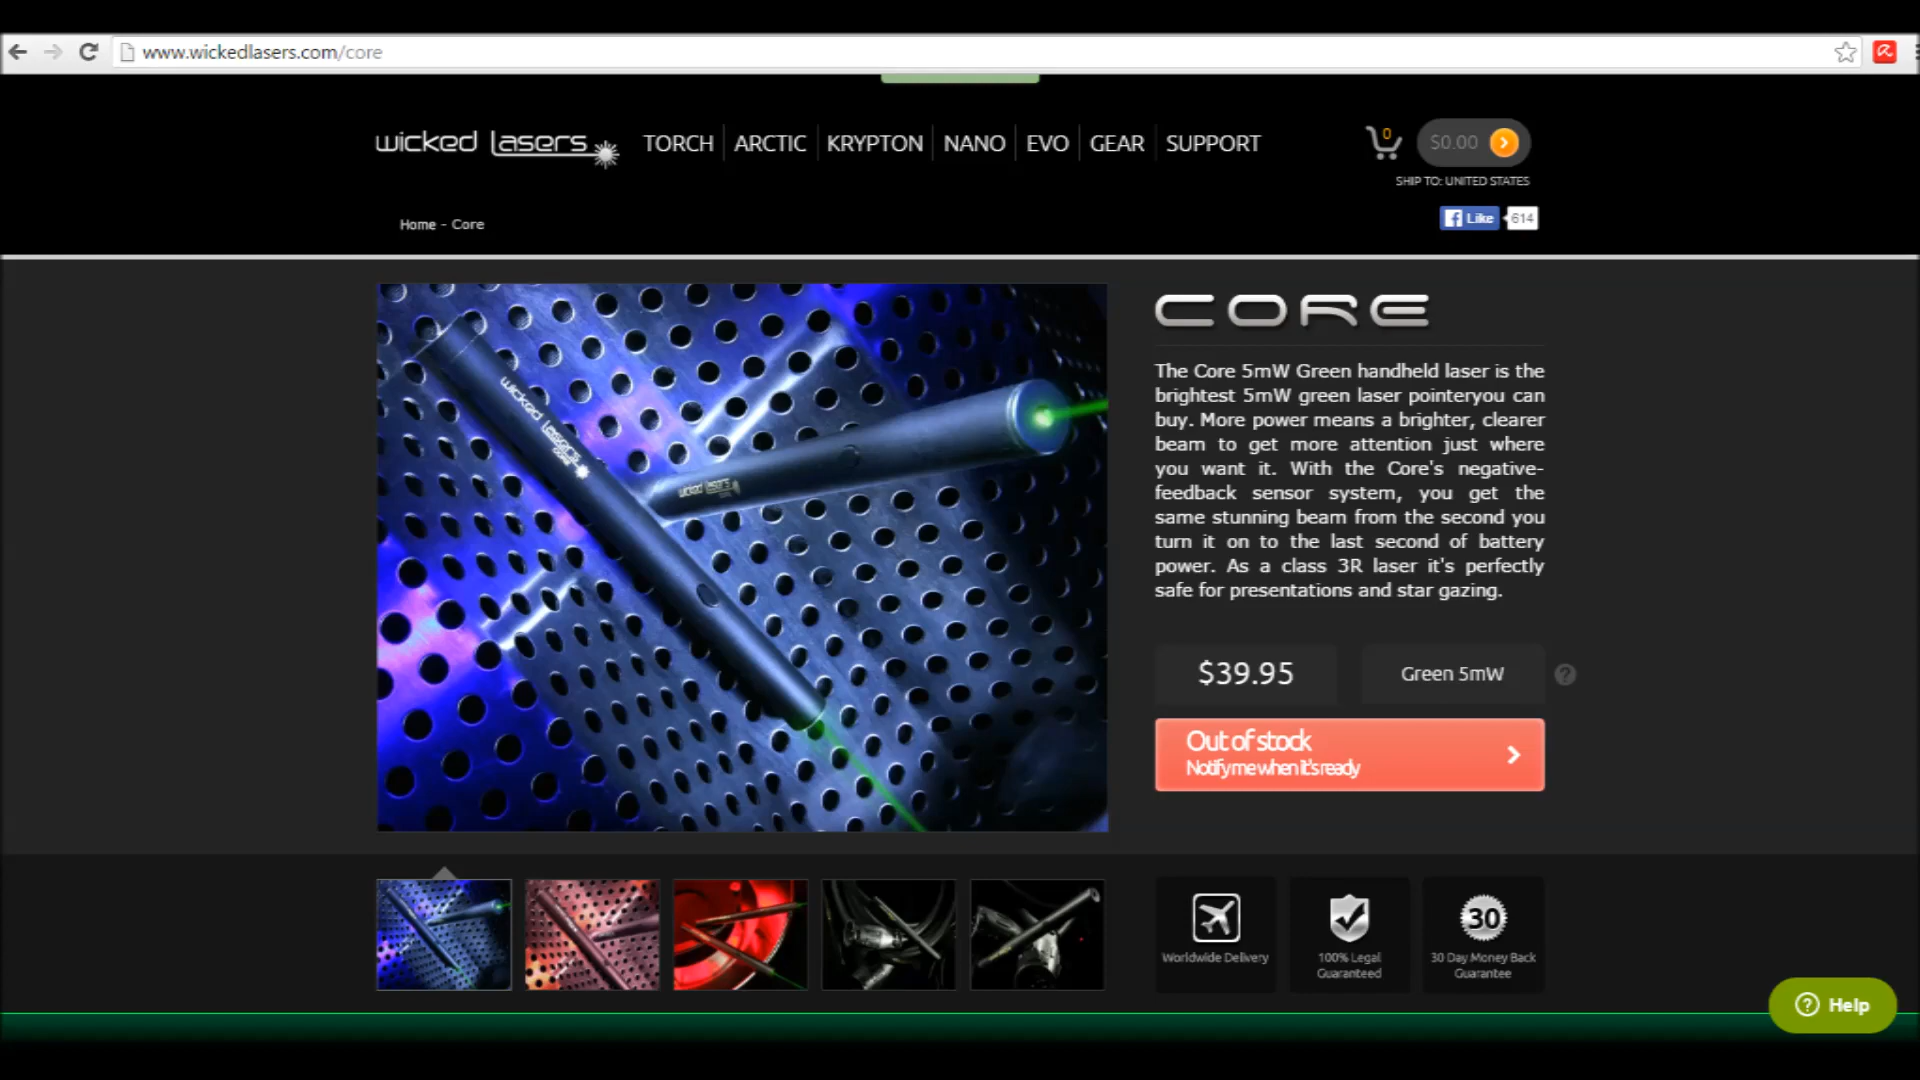 www.wickedlasers.com/core
wicked lasers
TORCH ARCTIC KRYPTON NANO EVO GEAR SUPPORT
0
$0.00
SHIP TO: UNITED STATES
Like 614
Home - Core
wicked lasers
CORE
wicked lasers
CORE
The Core 5mW Green handheld laser is the
brightest 5mW green laser pointeryou can
buy. More power means a brighter, clearer
beam to get more attention just where
you want it. With the Core's negative-
feedback sensor system, you get the
same stunning beam from the second you
turn it on to the last second of battery
power. As a class 3R laser it's perfectly
safe for presentations and star gazing.
$39.95
Green 5mW
?
Out of stock
Notify me when it's ready
Worldwide Delivery
100% Legal
Guaranteed
30
30 Day Money Back
Guarantee
? Help